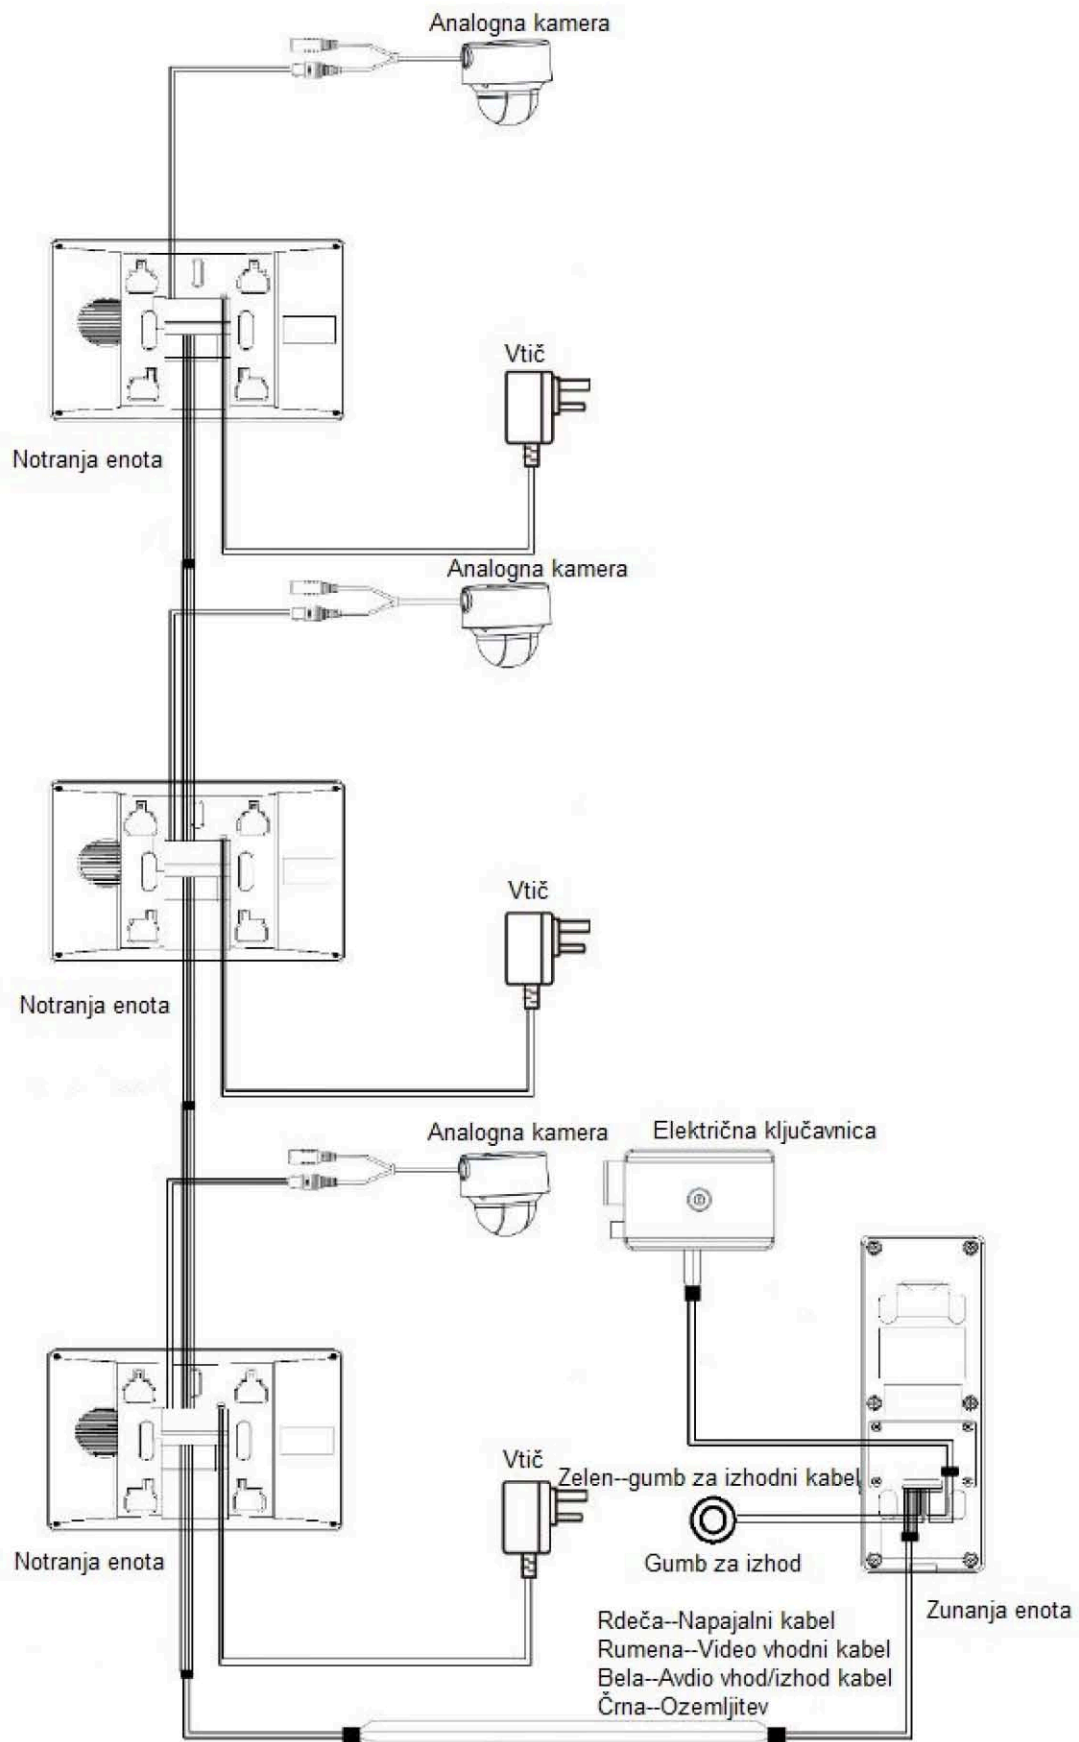 Analogna kamera
Vtič
Notranja enota
Analogna kamera
Vtič
Notranja enota
Analogna kamera
Električna ključavnica
Vtič
Zelen--gumb za izhodni kabel
Notranja enota
Gumb za izhod
Zunanja enota
Rdeča--Napajalni kabel
Rumena--Video vhodni kabel
Bela--Avdio vhod/izhod kabel
Črna--Ozemljitev